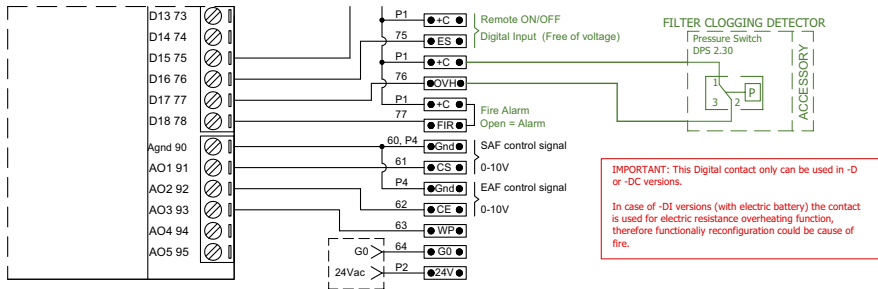 D13 73
D14 74
D15 75
D16 76
D17 77
D18 78
Agnd 90
AO1 91
AO2 92
AO3 93
AO4 94
AO5 95
P1
+C
Remote ON/OFF
75
ES
Digital Input (Free of voltage)
P1
+C
76
OVH
P1
+C
Fire Alarm
77
FIR
Open = Alarm
60, P4
Gnd
SAF control signal
61
CS
0-10V
P4
Gnd
EAF control signal
62
CE
0-10V
63
WP
G0
64
G0
24Vac
P2
24V
FILTER CLOGGING DETECTOR
Pressure Switch
DPS 2.30
1
P
3
2
ACCESSORY
IMPORTANT: This Digital contact only can be used in -D
or -DC versions.
In case of -DI versions (with electric battery) the contact
is used for electric resistance overheating function,
therefore functionaliy reconfiguration could be cause of
fire.